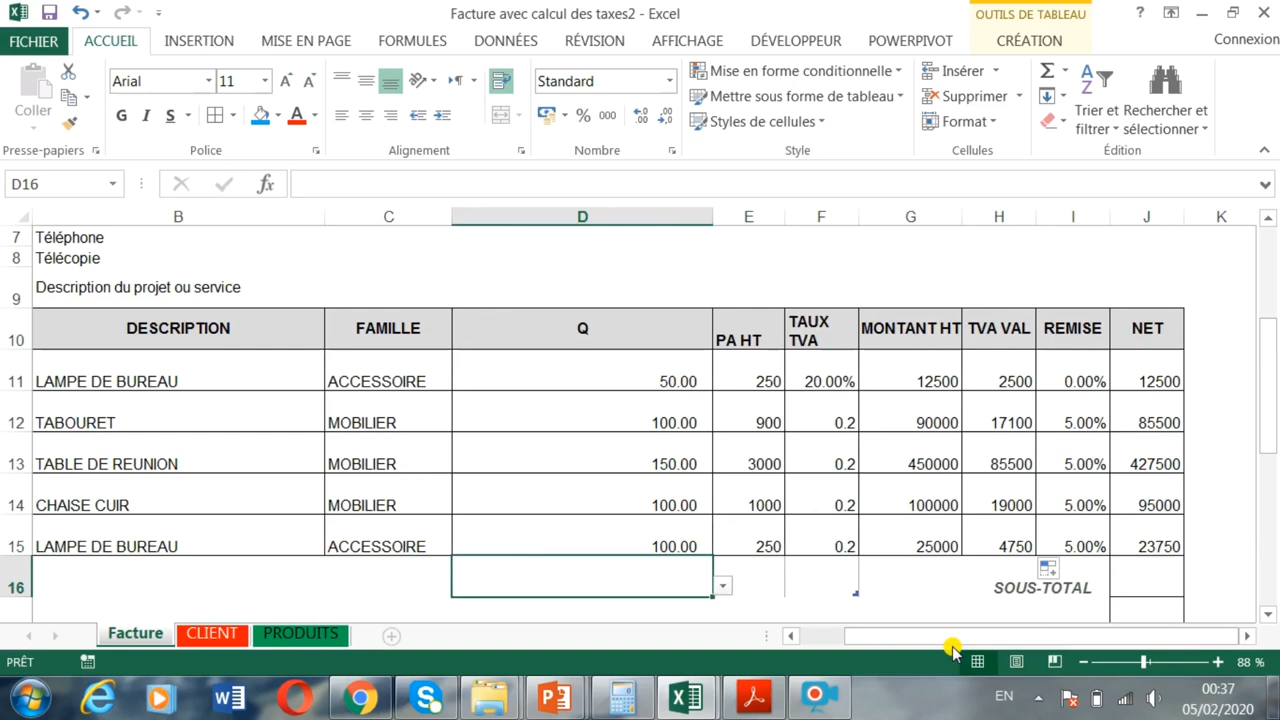 Facture avec calcul des taxes2 - Excel
OUTILS DE TABLEAU
?
FICHIER ACCUEIL INSERTION MISE EN PAGE FORMULES DONNÉES RÉVISION AFFICHAGE DÉVELOPPEUR POWERPIVOT CRÉATION Connexion
Coller
Arial 11
G I S
Standard
% 000
Mise en forme conditionnelle
Mettre sous forme de tableau
Styles de cellules
Insérer
Supprimer
Format
Trier et filtrer
Rechercher et sélectionner
Presse-papiers Police Alignement Nombre Style Cellules Édition
D16 fx
B C D E F G H I J K
7 Téléphone
8 Télécopie
9 Description du projet ou service
10 DESCRIPTION FAMILLE Q PA HT TAUX TVA MONTANT HT TVA VAL REMISE NET
11 LAMPE DE BUREAU ACCESSOIRE 50.00 250 20.00% 12500 2500 0.00% 12500
12 TABOURET MOBILIER 100.00 900 0.2 90000 17100 5.00% 85500
13 TABLE DE REUNION MOBILIER 150.00 3000 0.2 450000 85500 5.00% 427500
14 CHAISE CUIR MOBILIER 100.00 1000 0.2 100000 19000 5.00% 95000
15 LAMPE DE BUREAU ACCESSOIRE 100.00 250 0.2 25000 4750 5.00% 23750
16 SOUS-TOTAL
Facture CLIENT PRODUITS
PRÊT 88 %
EN 00:37
05/02/2020